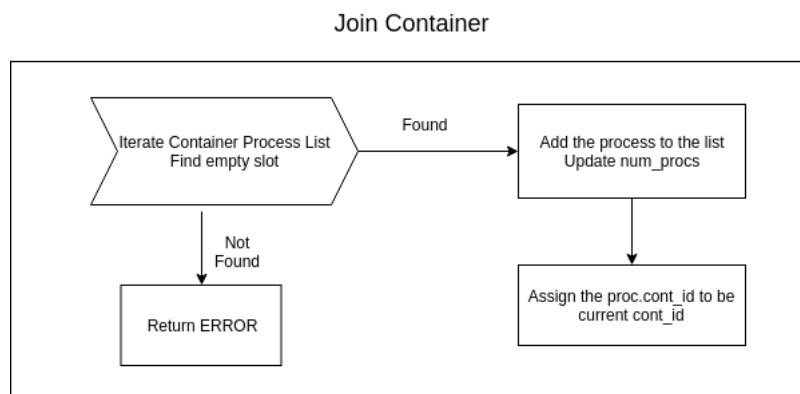 Join Container
Iterate Container Process List
Find empty slot
Found
Add the process to the list
Update num_procs
Not
Found
Return ERROR
Assign the proc.cont_id to be
current cont_id